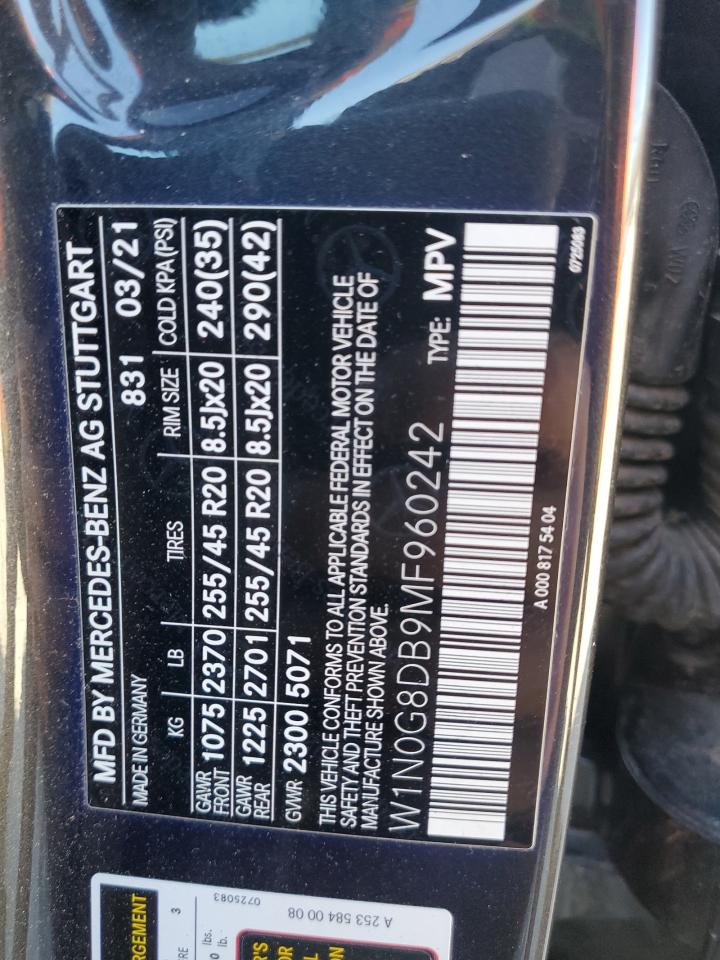 MFD BY MERCEDES-BENZ AG STUTTGART
MADE IN GERMANY 831 03/21
KG LB TIRES RIM SIZE COLD KPA (PSI)
GAWR FRONT 1075 2370 255/45 R20 8.5Jx20 240(35)
GAWR REAR 1225 2701 255/45 R20 8.5Jx20 290(42)
GVWR 2300 5071
THIS VEHICLE CONFORMS TO ALL APPLICABLE FEDERAL MOTOR VEHICLE
SAFETY AND THEFT PREVENTION STANDARDS IN EFFECT ON THE DATE OF
MANUFACTURE SHOWN ABOVE.
W1N0G8DB9MF960242 TYPE: MPV
A 000 817 54 04
0725083
0725083
A 253 584 00 08
3
lbs.
lb.